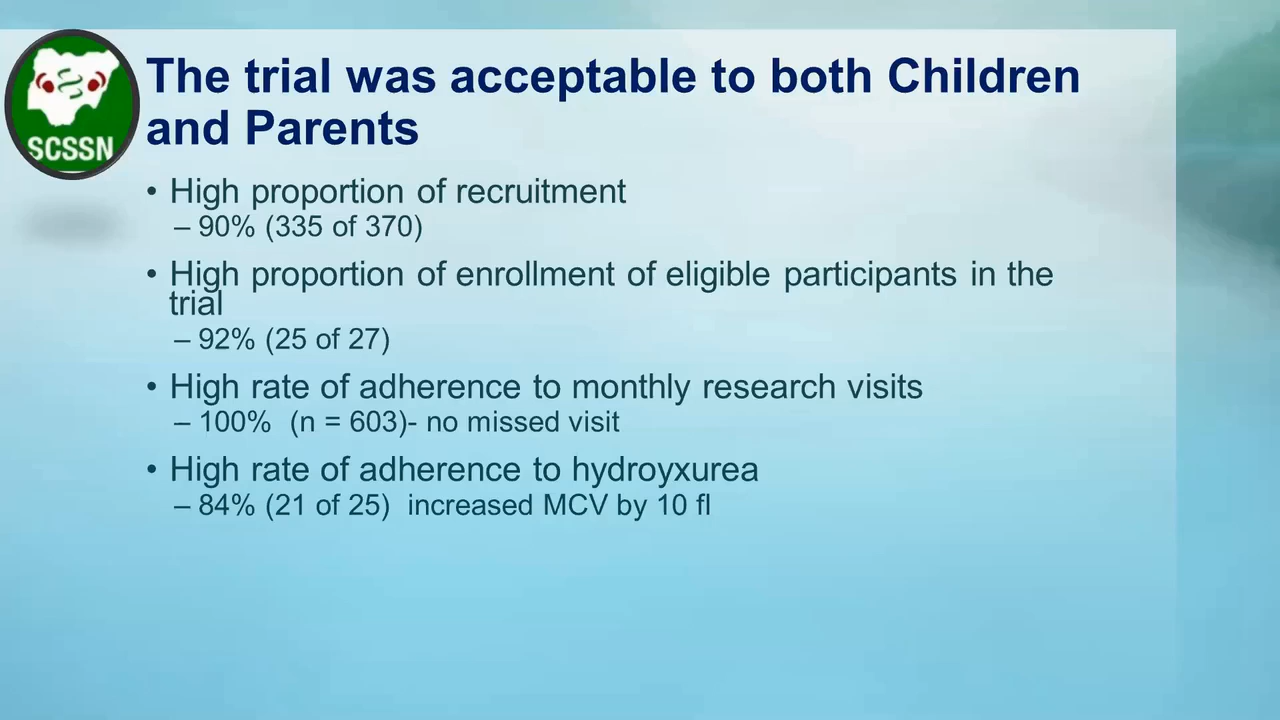 SCSSN
The trial was acceptable to both Children
and Parents
• High proportion of recruitment
– 90% (335 of 370)
• High proportion of enrollment of eligible participants in the
trial
– 92% (25 of 27)
• High rate of adherence to monthly research visits
– 100%  (n = 603)- no missed visit
• High rate of adherence to hydroyxurea
– 84% (21 of 25)  increased MCV by 10 fl